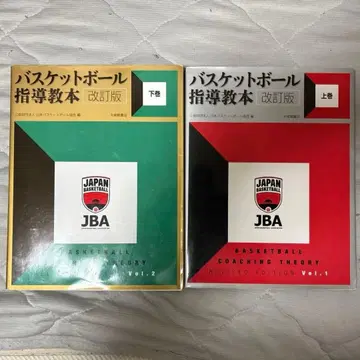 バスケットボール
指導教本 改訂版
下巻
JAPAN
BASKETBALL
JBA
BASKETBALL
COACHING THEORY
Vol.2
バスケットボール
指導教本 改訂版
上巻
JAPAN
BASKETBALL
JBA
BASKETBALL
COACHING THEORY
REVISED EDITION Vol.1